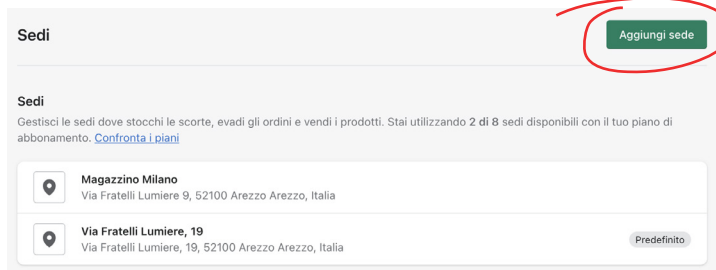 Sedi
Aggiungi sede
Sedi
Gestisci le sedi dove stocchi le scorte, evadi gli ordini e vendi i prodotti. Stai utilizzando 2 di 8 sedi disponibili con il tuo piano di
abbonamento. Confronta i piani
Magazzino Milano
Via Fratelli Lumiere 9, 52100 Arezzo Arezzo, Italia
Via Fratelli Lumiere, 19
Via Fratelli Lumiere, 19, 52100 Arezzo Arezzo, Italia
Predefinito